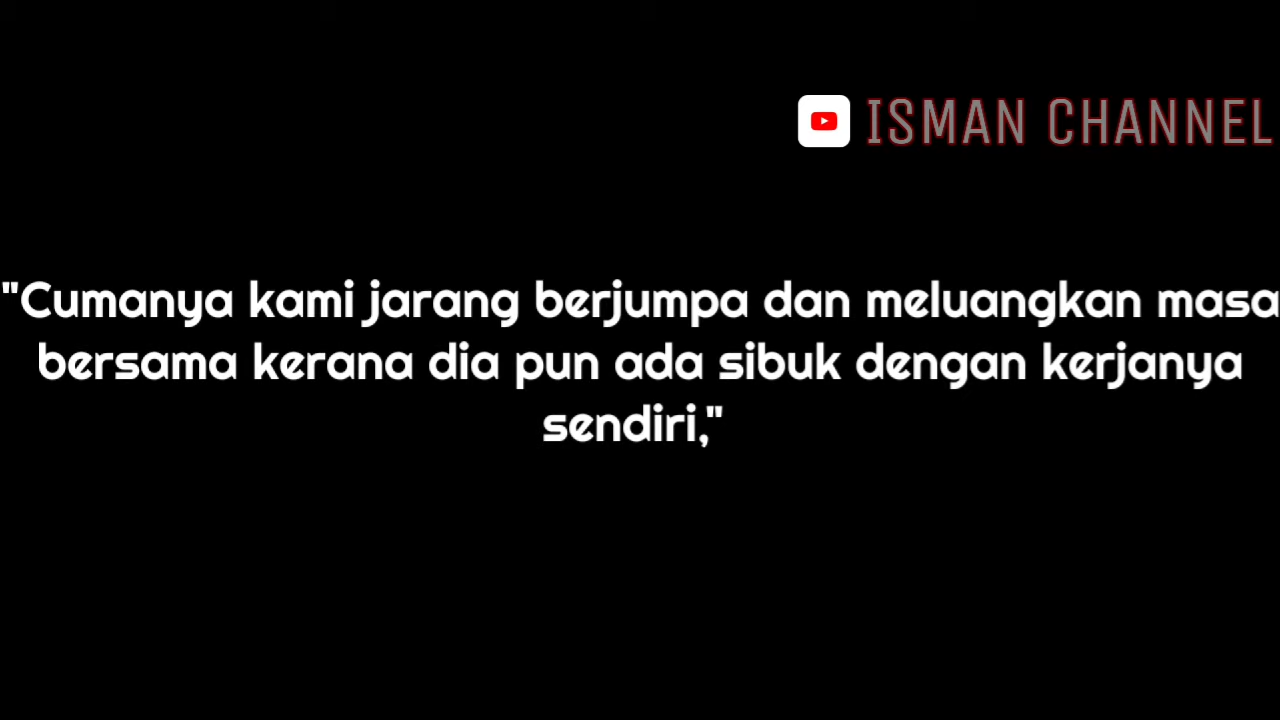 ISMAN CHANNEL
"Cumanya kami jarang berjumpa dan meluangkan masa
bersama kerana dia pun ada sibuk dengan kerjanya
sendiri,"